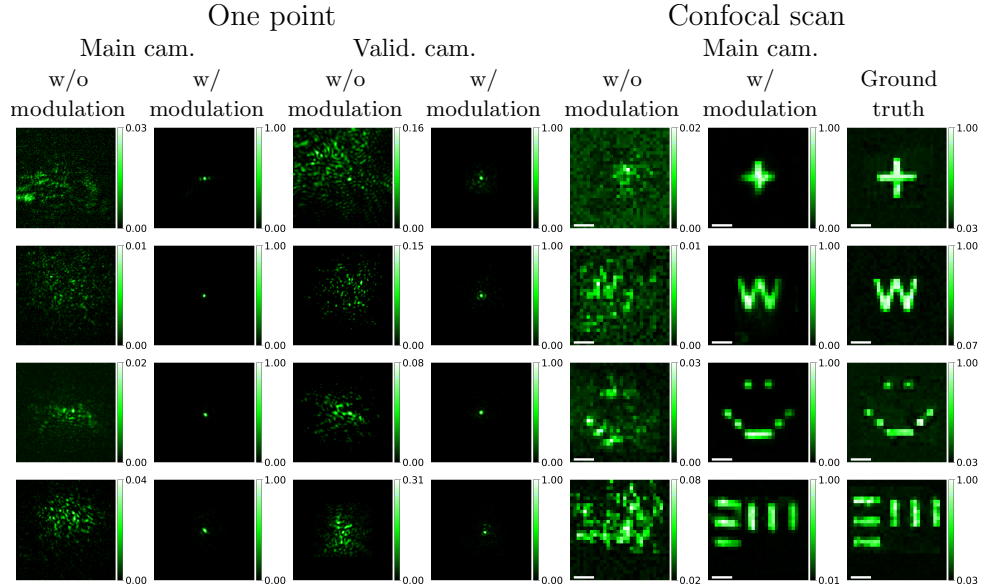 One point Confocal scan
Main cam. Valid. cam. Main cam.
w/o w/ w/o w/ w/o w/ Ground
modulation modulation modulation modulation modulation modulation truth
0.03 1.00 0.16 1.00 0.02 1.00 1.00
0.00 0.00 0.00 0.00 0.00 0.00 0.03
0.01 1.00 0.15 1.00 0.01 1.00 1.00
W W
0.00 0.00 0.00 0.00 0.00 0.00 0.07
0.02 1.00 0.08 1.00 0.03 1.00 1.00
0.00 0.00 0.00 0.00 0.00 0.00 0.03
0.04 1.00 0.31 1.00 0.08 1.00 1.00
0.00 0.00 0.00 0.00 0.02 0.01 0.03